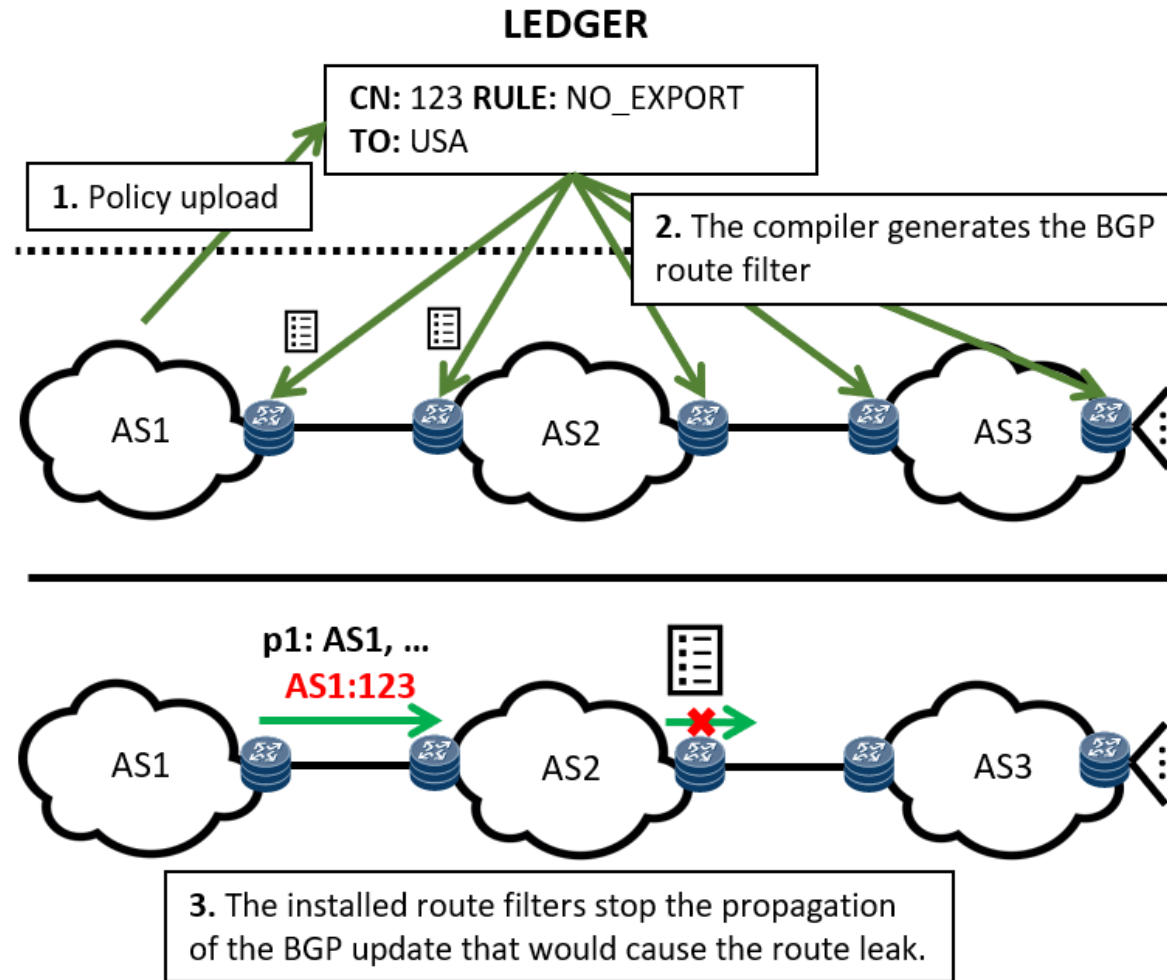 LEDGER
CN: 123 RULE: NO_EXPORT
TO: USA
1. Policy upload
2. The compiler generates the BGP
route filter
AS1
AS2
AS3
p1: AS1, ...
AS1:123
AS1
AS2
AS3
3. The installed route filters stop the propagation
of the BGP update that would cause the route leak.